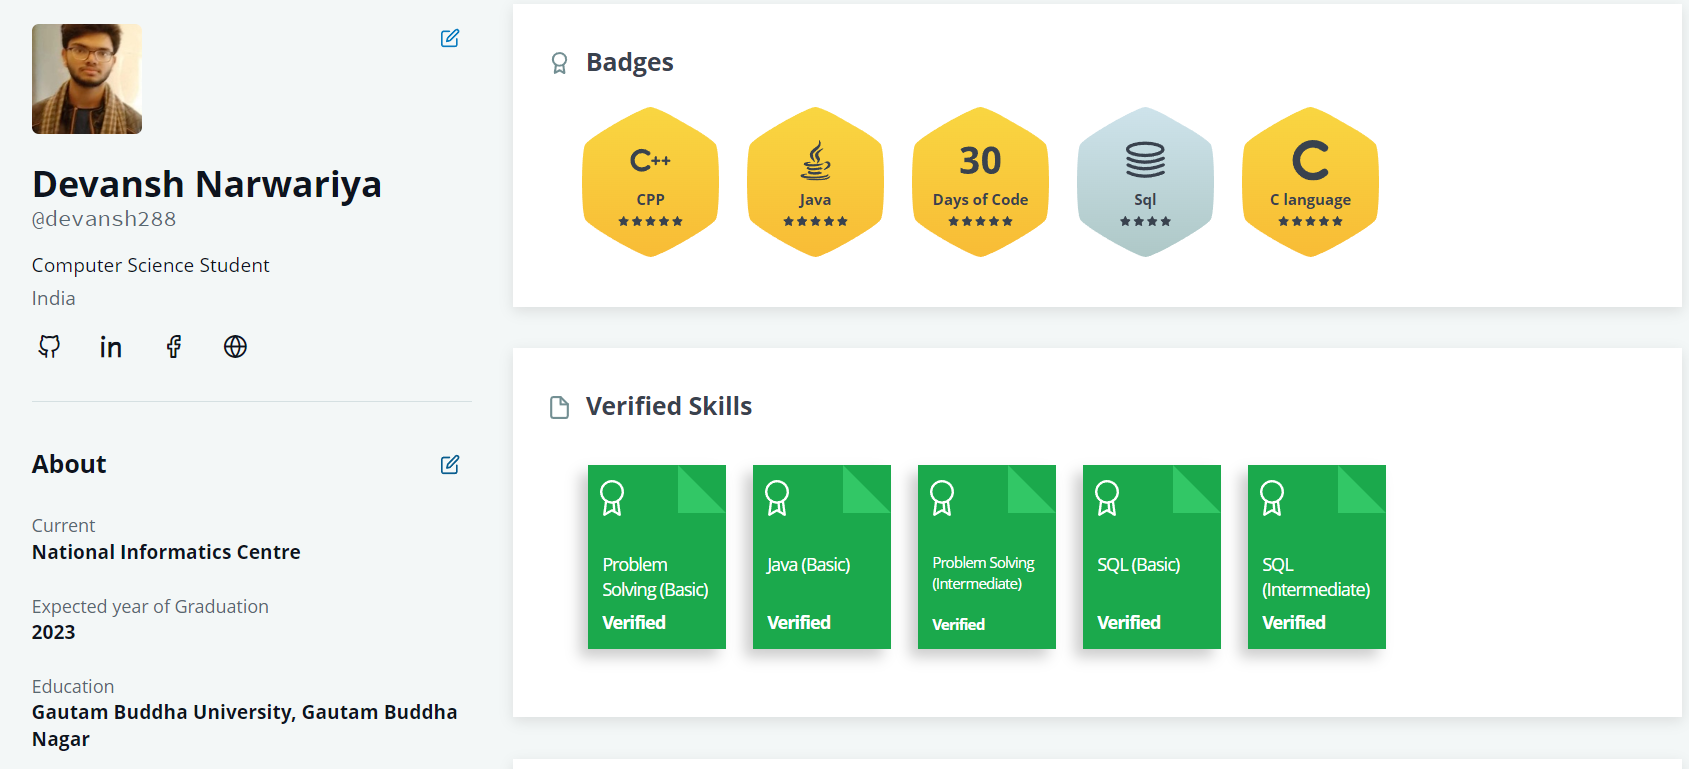 Devansh Narwariya
@devansh288
Computer Science Student
India
in
About
Current
National Informatics Centre
Expected year of Graduation
2023
Education
Gautam Buddha University, Gautam Buddha
Nagar
Badges
C++
CPP
Java
30
Days of Code
Sql
C
C language
Verified Skills
Problem
Solving (Basic)
Verified
Java (Basic)
Verified
Problem Solving
(Intermediate)
Verified
SQL (Basic)
Verified
SQL
(Intermediate)
Verified